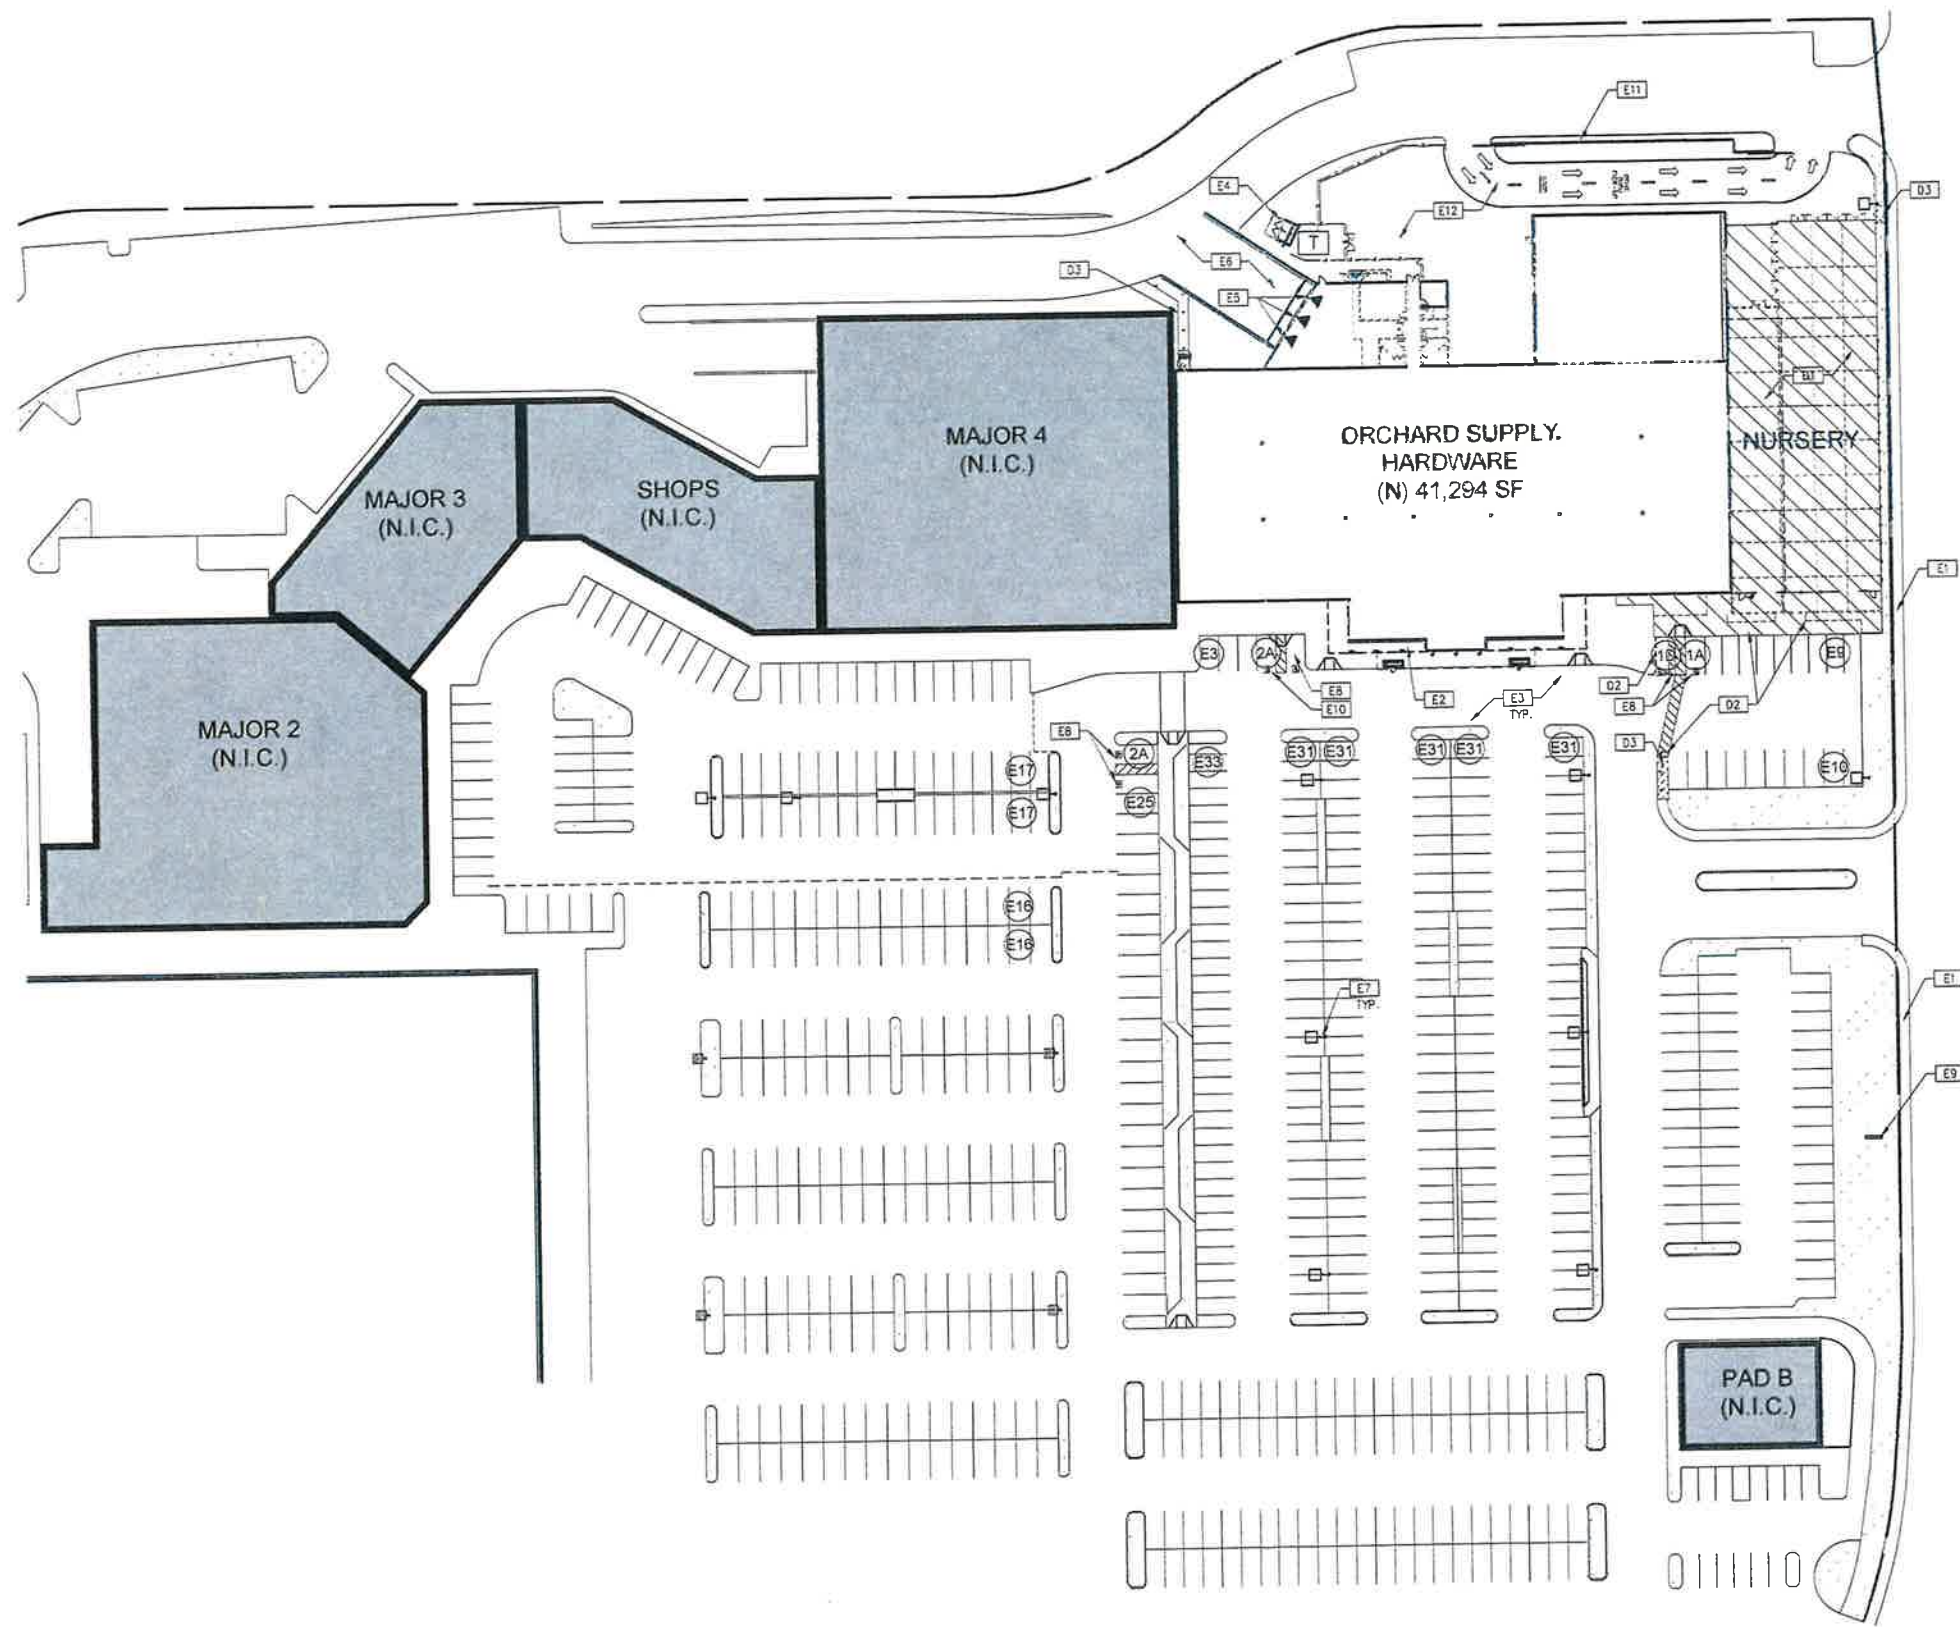 E11
E4
D3
E12
T
E6
D3
E5
MAJOR 4
(N.I.C.)
ORCHARD SUPPLY.
HARDWARE
(N) 41,294 SF
NURSERY
MAJOR 3
(N.I.C.)
SHOPS
(N.I.C.)
E1
E3
2A
1A
E9
D2
E8
E10
E2
E3
TYP.
E8
D2
MAJOR 2
(N.I.C.)
E8
2A
E33
E31
E31
E31
E31
E31
D3
E17
E10
E17
E25
E16
E16
E7
TYP.
E1
E9
PAD B
(N.I.C.)